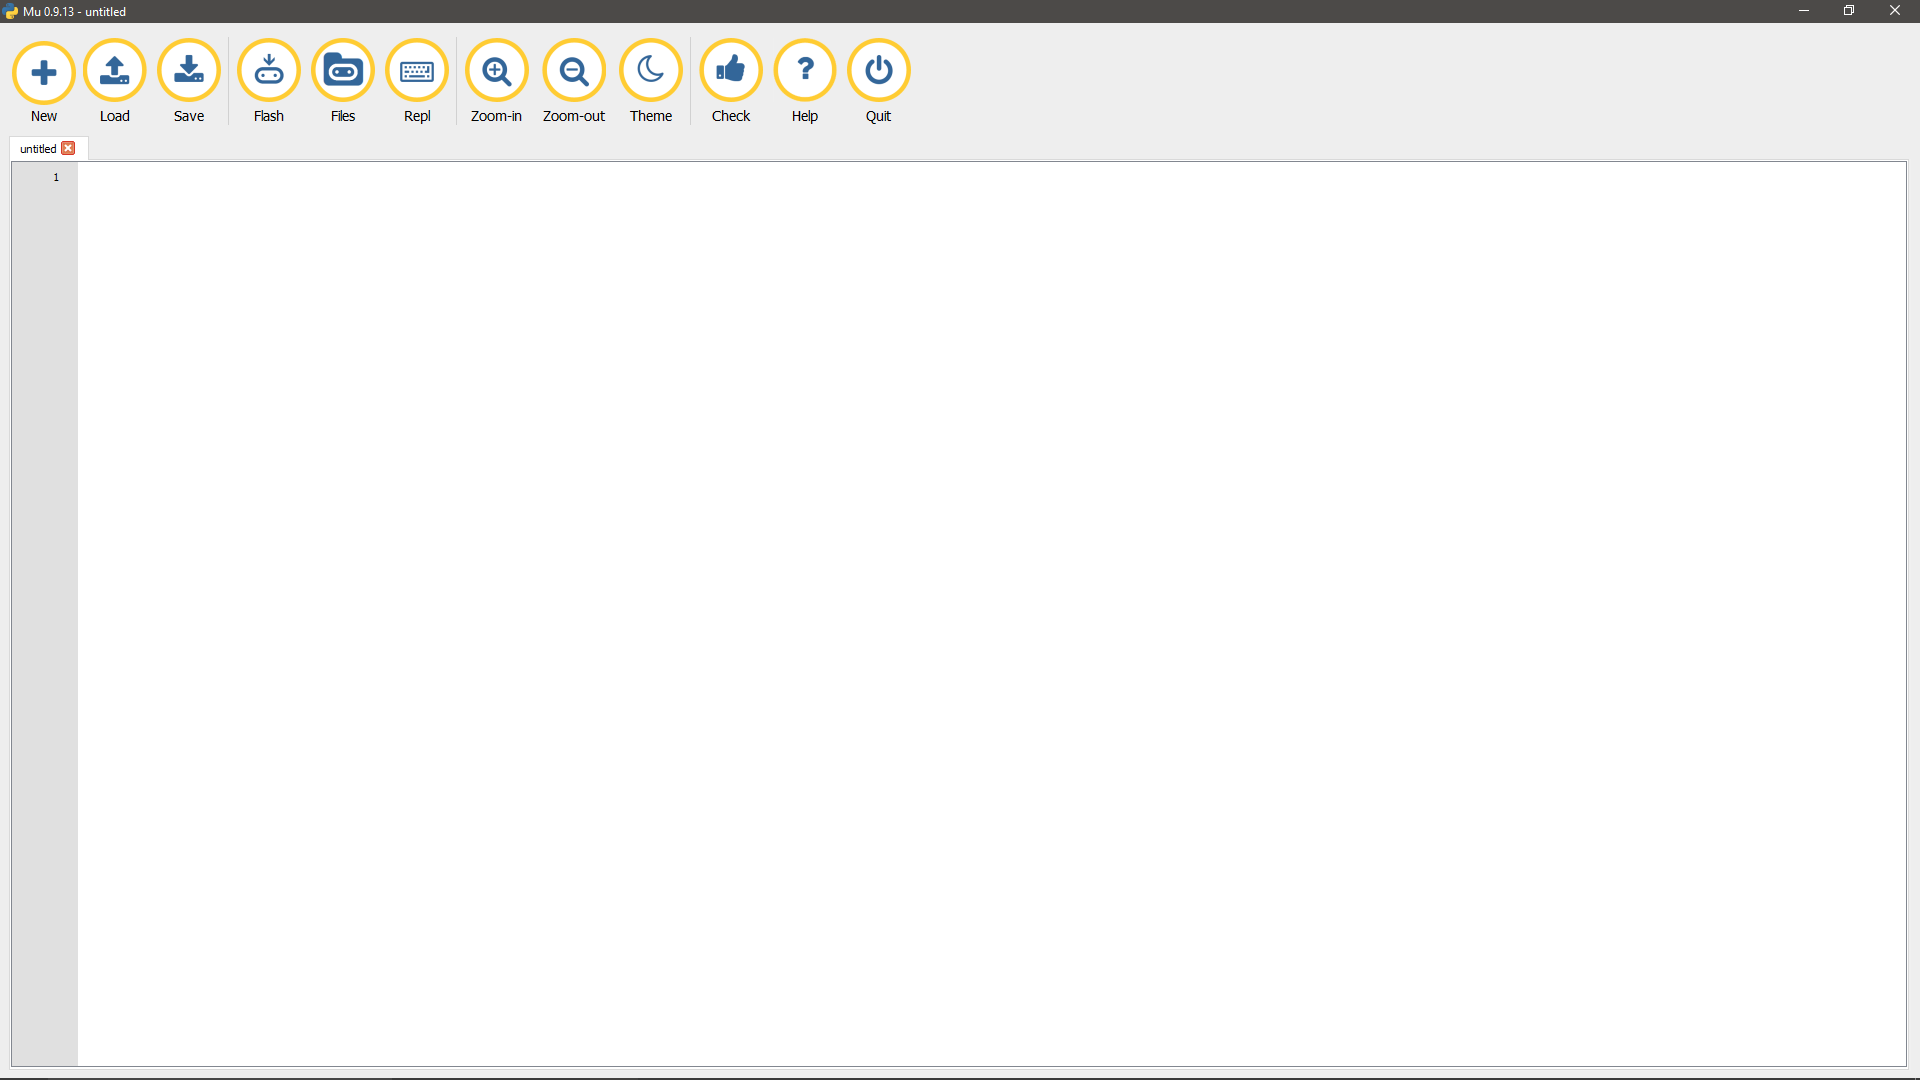 Mu 0.9.13 - untitled
New Load Save Flash Files Repl Zoom-in Zoom-out Theme Check Help Quit
untitled
1